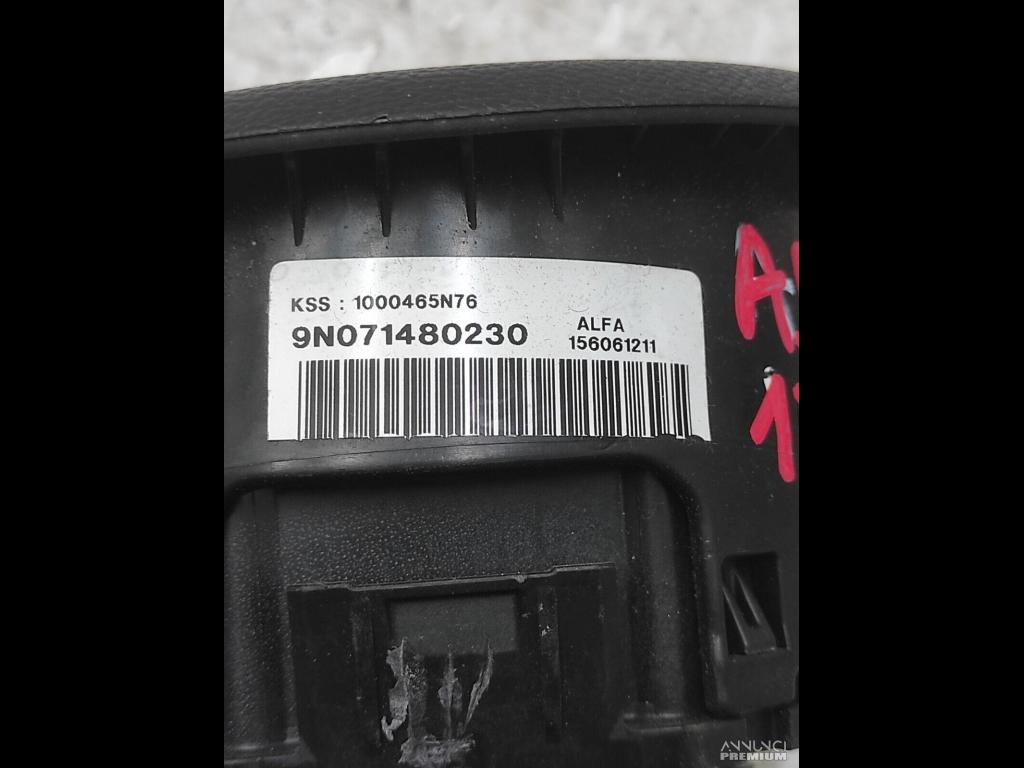 KSS : 1000465N76
9N071480230
ALFA
156061211
ANNUNCI
PREMIUM